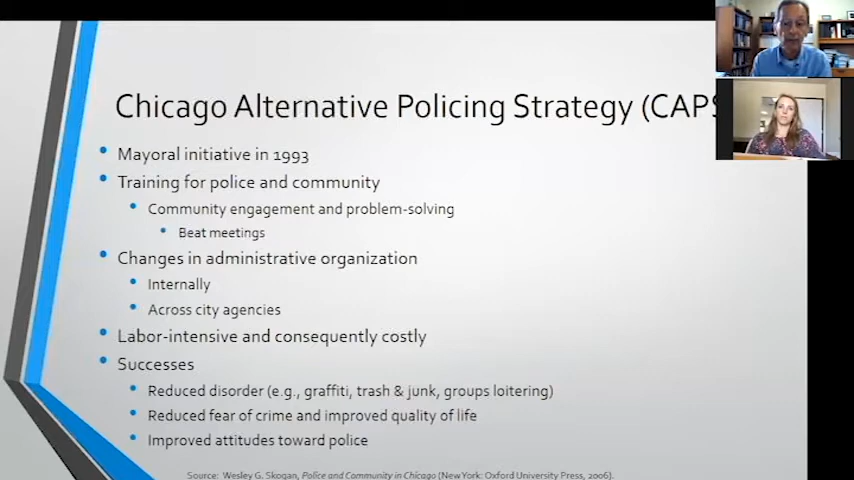 Chicago Alternative Policing Strategy (CAPS
Mayoral initiative in 1993
Training for police and community
Community engagement and problem-solving
Beat meetings
Changes in administrative organization
Internally
Across city agencies
Labor-intensive and consequently costly
Successes
Reduced disorder (e.g., graffiti, trash & junk, groups loitering)
Reduced fear of crime and improved quality of life
Improved attitudes toward police
Source: Wesley G. Skogan, Police and Community in Chicago (New York: Oxford University Press, 2006).